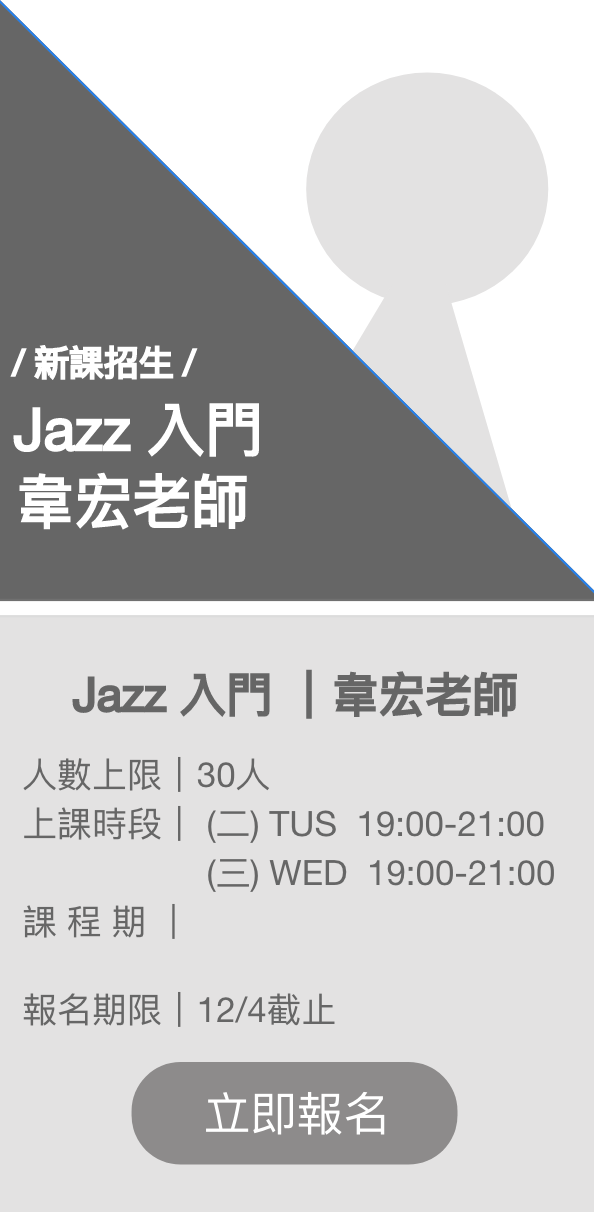 / 新課招生 /
Jazz 入門
韋宏老師
Jazz 入門 ｜韋宏老師
人數上限｜30人
上課時段｜ (二) TUS 19:00-21:00
(三) WED 19:00-21:00
課 程 期 ｜
報名期限｜12/4截止
立即報名